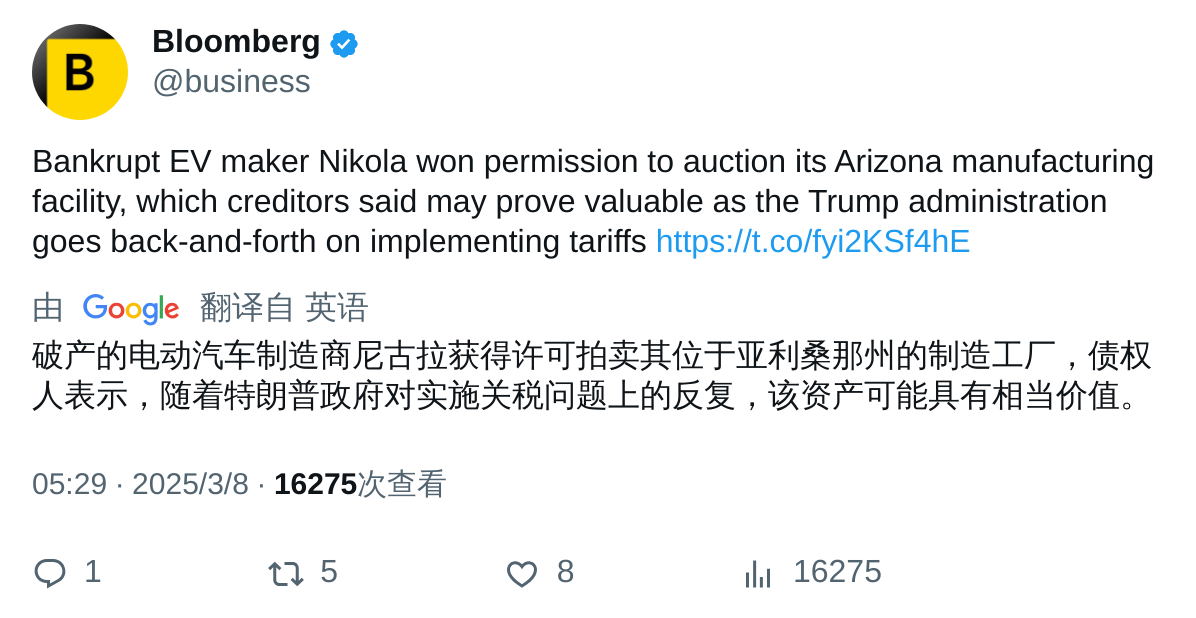 B
Bloomberg
@business
Bankrupt EV maker Nikola won permission to auction its Arizona manufacturing
facility, which creditors said may prove valuable as the Trump administration
goes back-and-forth on implementing tariffs https://t.co/fyi2KSf4hE
由 Google 翻译自 英语
破产的电动汽车制造商尼古拉获得许可拍卖其位于亚利桑那州的制造工厂，债权
人表示，随着特朗普政府对实施关税问题上的反复，该资产可能具有相当价值。
05:29 · 2025/3/8 · 16275次查看
1 5 8 16275